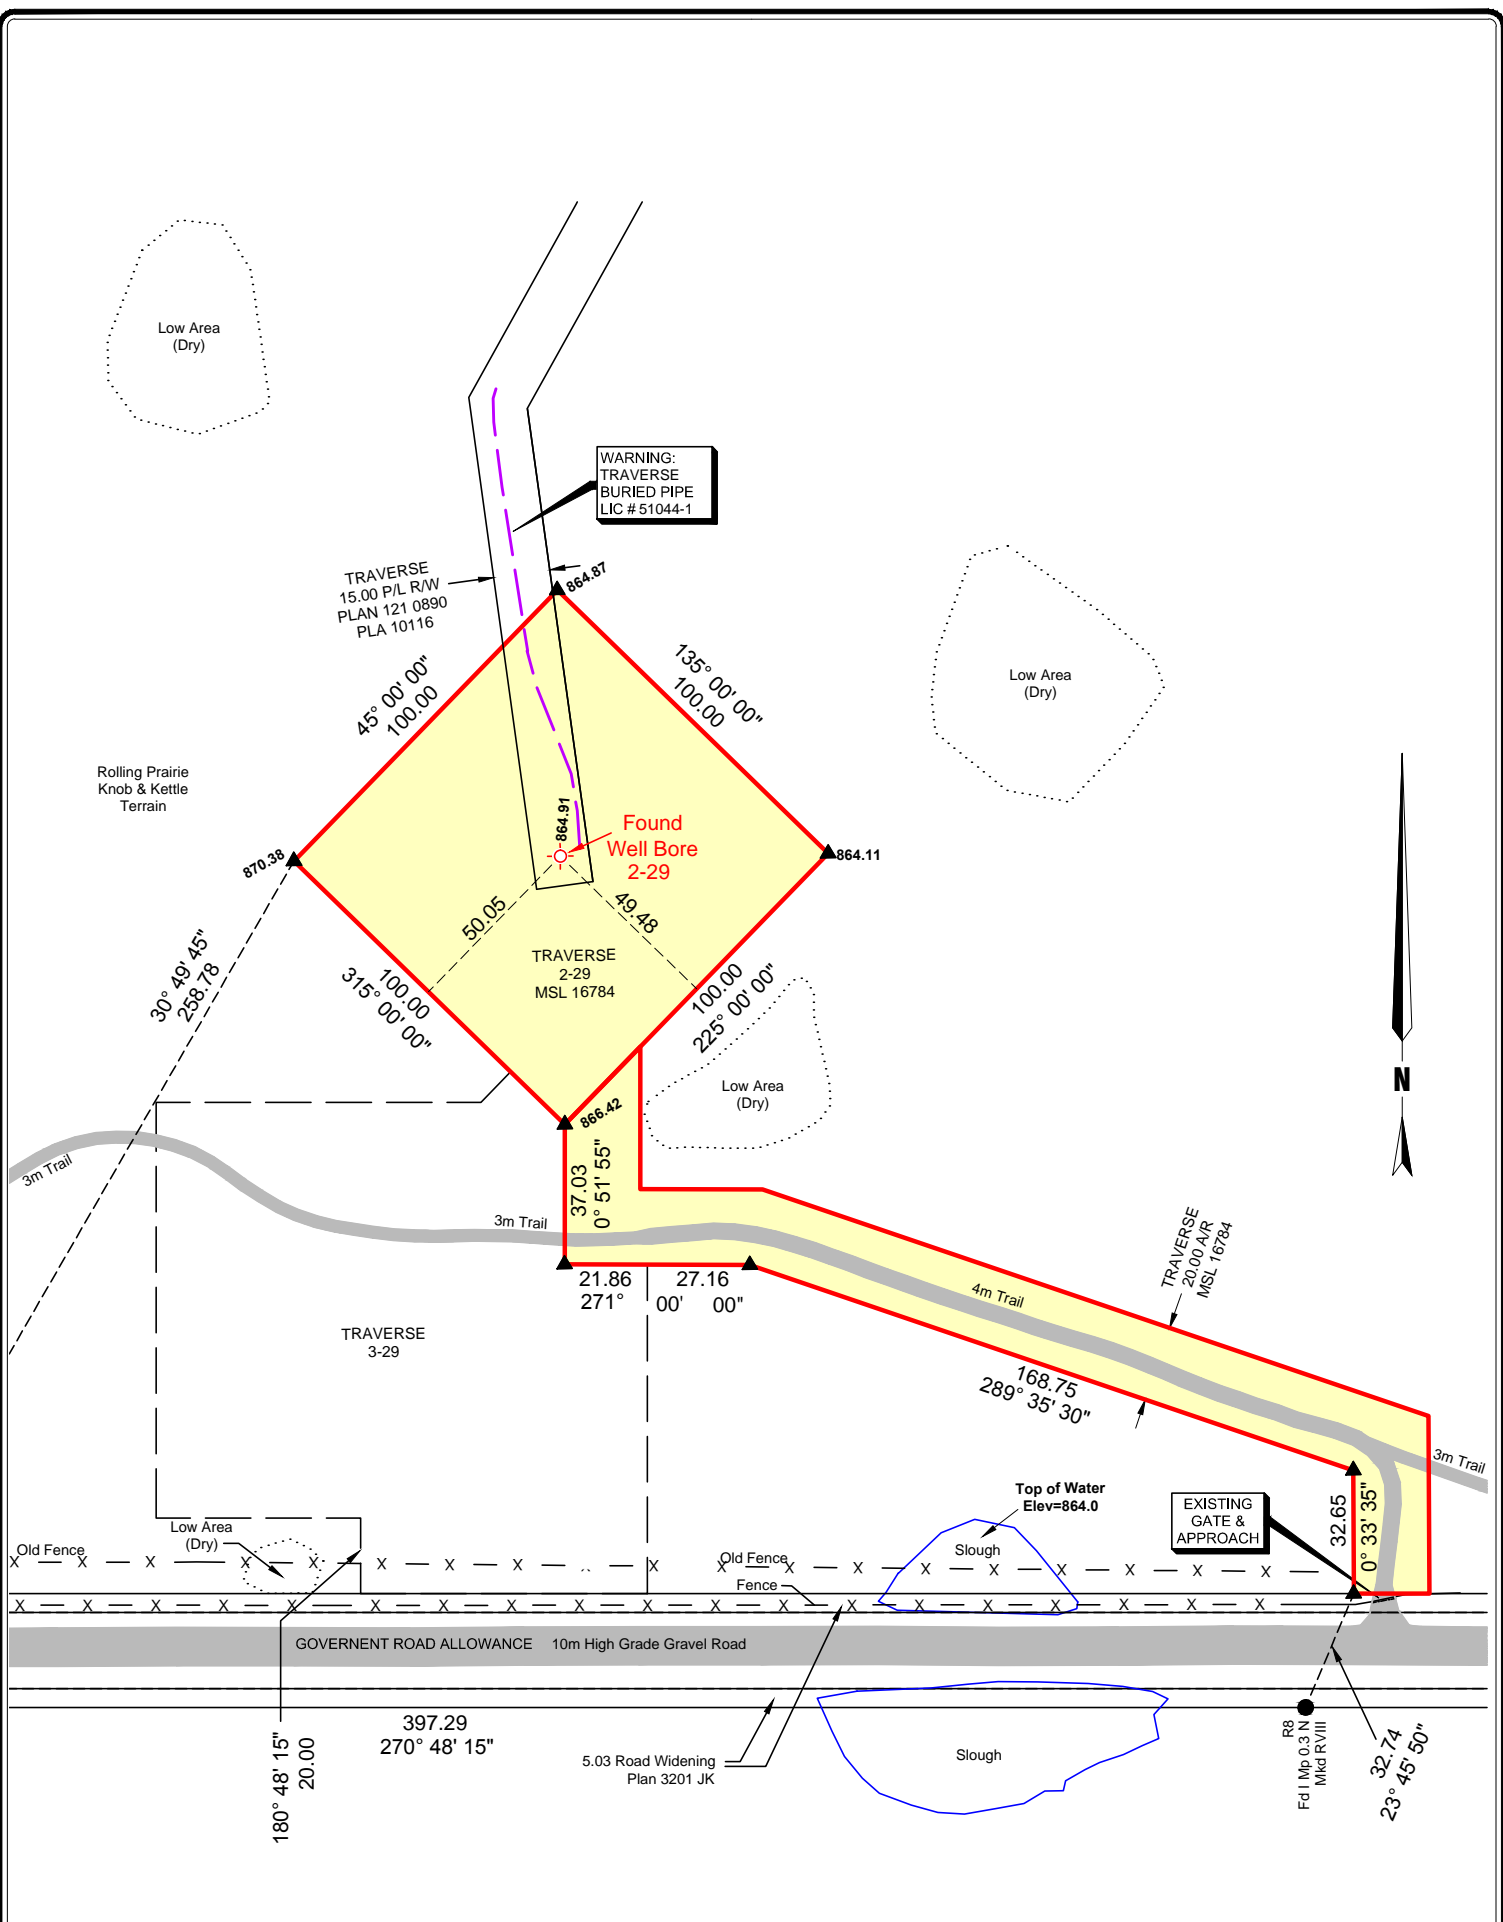 Low Area
(Dry)
WARNING:
TRAVERSE
BURIED PIPE
LIC # 51044-1
TRAVERSE
15.00 P/L R/W
PLAN 121 0890
PLA 10116
864.87
45° 00' 00"
100.00
135° 00' 00"
100.00
Low Area
(Dry)
Rolling Prairie
Knob & Kettle
Terrain
864.91
Found
Well Bore
2-29
870.38
864.11
50.05
49.48
TRAVERSE
2-29
MSL 16784
30° 49' 45"
258.78
100.00
315° 00' 00"
100.00
225° 00' 00"
Low Area
(Dry)
N
866.42
3m Trail
37.03
0° 51' 55"
3m Trail
21.86
27.16
271° 00' 00"
TRAVERSE
20.00 A/R
MSL 16784
4m Trail
TRAVERSE
3-29
168.75
289° 35' 30"
3m Trail
Top of Water
Elev=864.0
EXISTING
GATE &
APPROACH
32.65
0° 33' 35"
Low Area
(Dry)
Old Fence
Slough
Old Fence
Fence
X X X X X X X X X X X X X X X X X X X
X X X X X X X X X X X X X X X X X X X
GOVERNENT ROAD ALLOWANCE 10m High Grade Gravel Road
397.29
270° 48' 15"
180° 48' 15"
20.00
5.03 Road Widening
Plan 3201 JK
Slough
R8
Fd I Mp 0.3 N
Mkd RVIII
32.74
23° 45' 50"